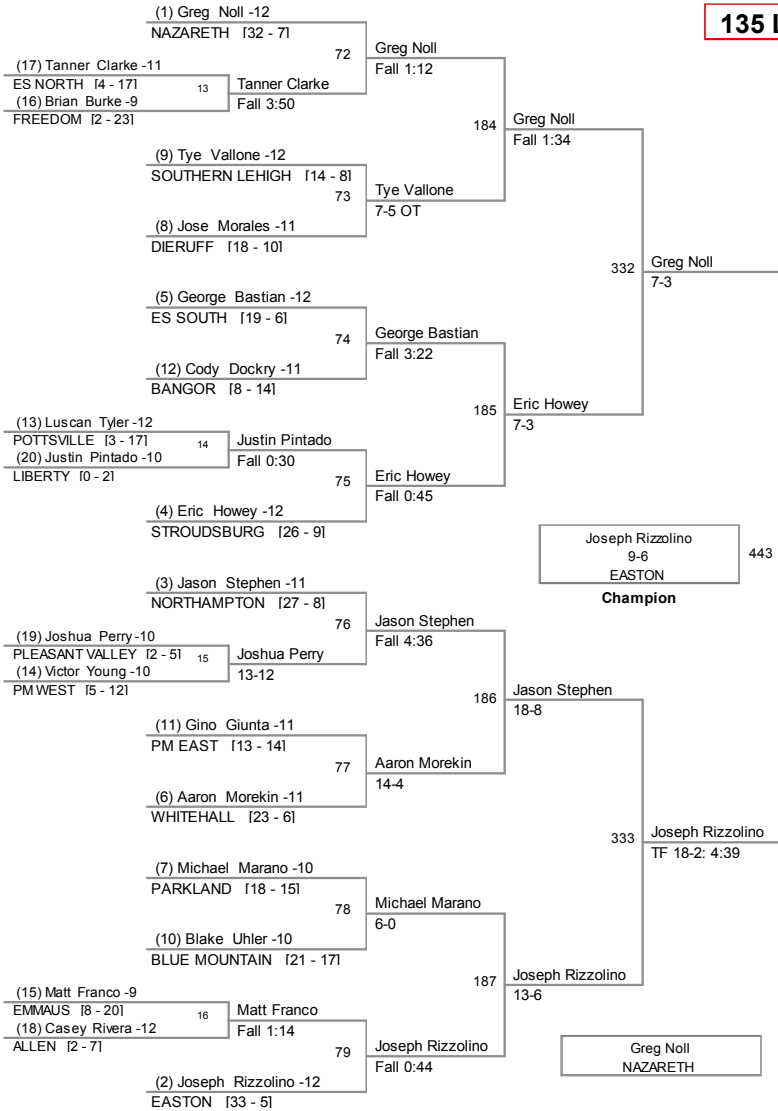 (1) Greg Noll -12
NAZARETH [32 - 7]
135 L
72
Greg Noll
Fall 1:12
(17) Tanner Clarke -11
ES NORTH [4 - 17]
13
Tanner Clarke
Fall 3:50
(16) Brian Burke -9
FREEDOM [2 - 23]
184
Greg Noll
Fall 1:34
(9) Tye Vallone -12
SOUTHERN LEHIGH [14 - 8]
73
Tye Vallone
7-5 OT
(8) Jose Morales -11
DIERUFF [18 - 10]
332
Greg Noll
7-3
(5) George Bastian -12
ES SOUTH [19 - 6]
74
George Bastian
Fall 3:22
(12) Cody Dockry -11
BANGOR [8 - 14]
185
Eric Howey
7-3
(13) Luscan Tyler -12
POTTSVILLE [3 - 17]
14
Justin Pintado
Fall 0:30
(20) Justin Pintado -10
LIBERTY [0 - 2]
75
Eric Howey
Fall 0:45
(4) Eric Howey -12
STROUDSBURG [26 - 9]
Joseph Rizzolino
9-6
EASTON
443
Champion
(3) Jason Stephen -11
NORTHAMPTON [27 - 8]
76
Jason Stephen
Fall 4:36
(19) Joshua Perry -10
PLEASANT VALLEY [2 - 5]
15
Joshua Perry
13-12
(14) Victor Young -10
PM WEST [5 - 12]
186
Jason Stephen
18-8
(11) Gino Giunta -11
PM EAST [13 - 14]
77
Aaron Morekin
14-4
(6) Aaron Morekin -11
WHITEHALL [23 - 6]
333
Joseph Rizzolino
TF 18-2: 4:39
(7) Michael Marano -10
PARKLAND [18 - 15]
78
Michael Marano
6-0
(10) Blake Uhler -10
BLUE MOUNTAIN [21 - 17]
187
Joseph Rizzolino
13-6
(15) Matt Franco -9
EMMAUS [8 - 20]
16
Matt Franco
Fall 1:14
(18) Casey Rivera -12
ALLEN [2 - 7]
79
Joseph Rizzolino
Fall 0:44
(2) Joseph Rizzolino -12
EASTON [33 - 5]
Greg Noll
NAZARETH